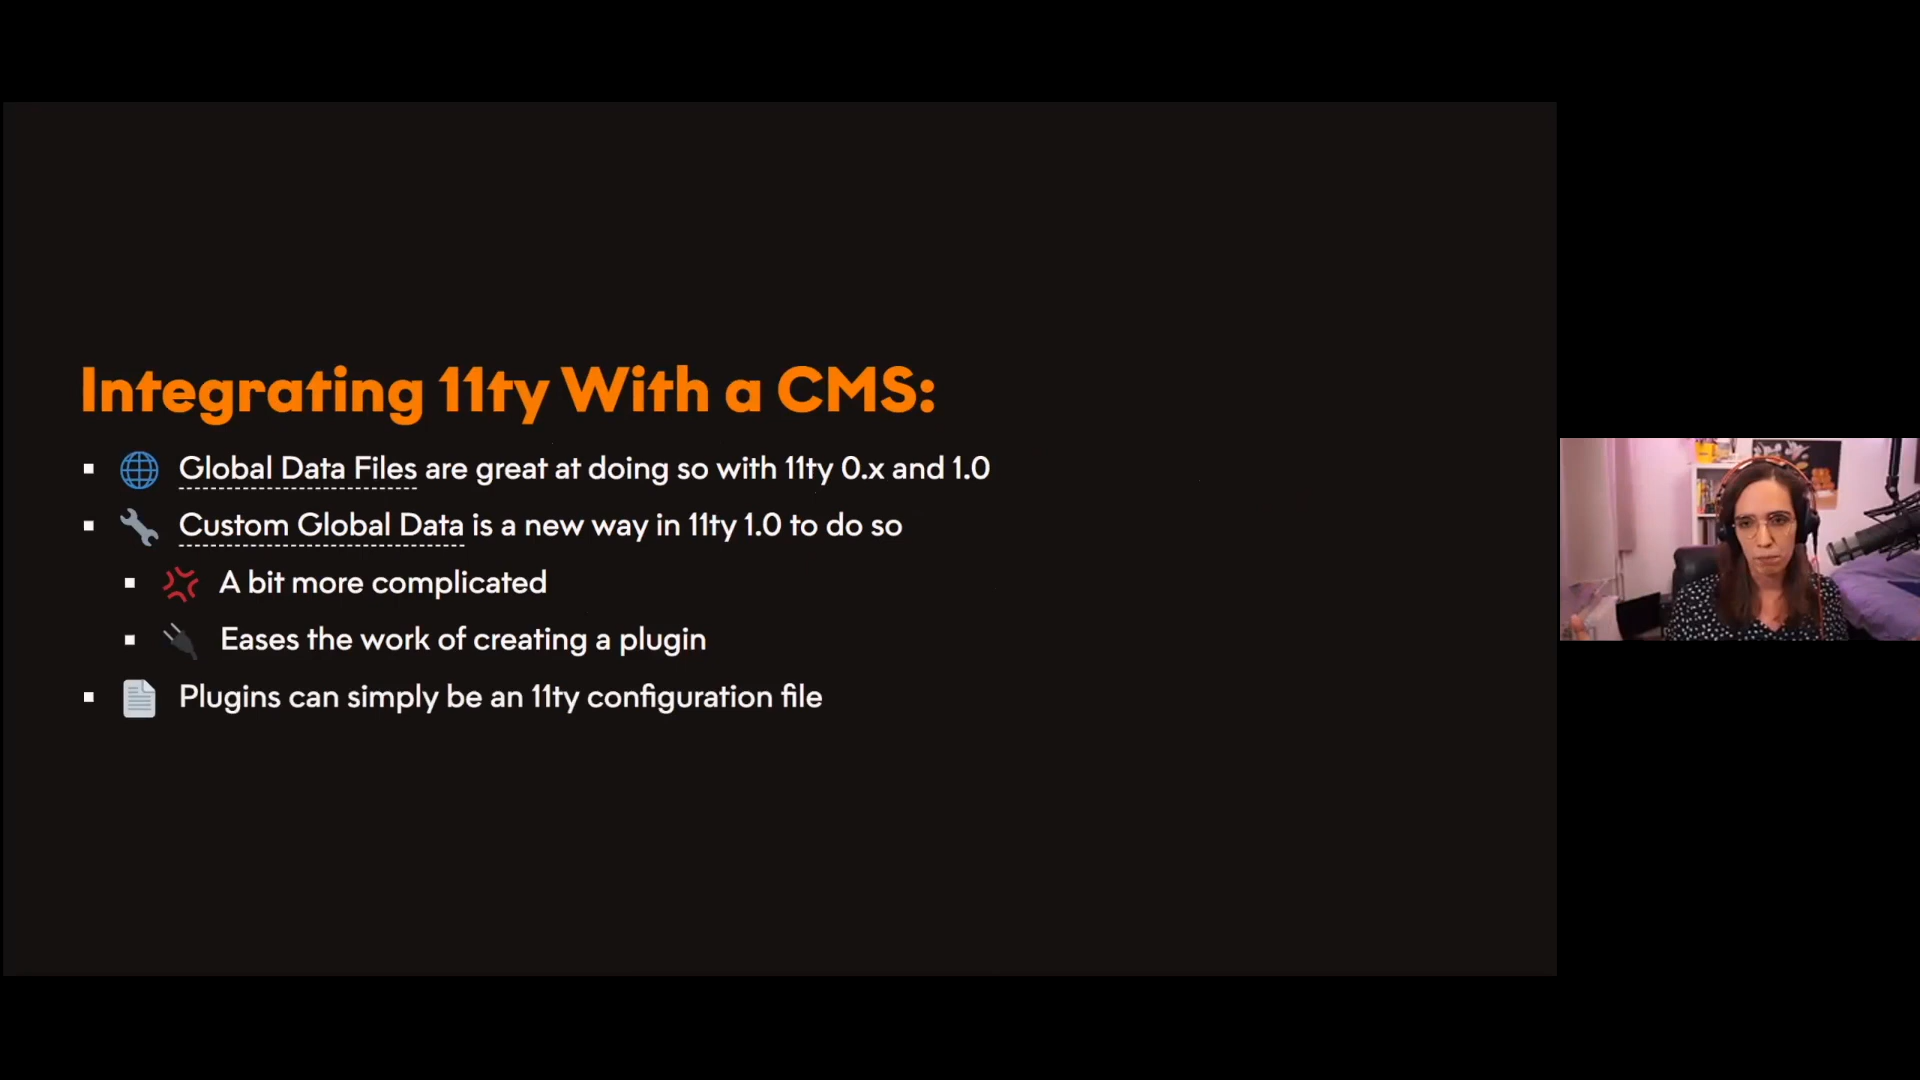 Integrating 11ty With a CMS:
Global Data Files are great at doing so with 11ty 0.x and 1.0
Custom Global Data is a new way in 11ty 1.0 to do so
A bit more complicated
Eases the work of creating a plugin
Plugins can simply be an 11ty configuration file